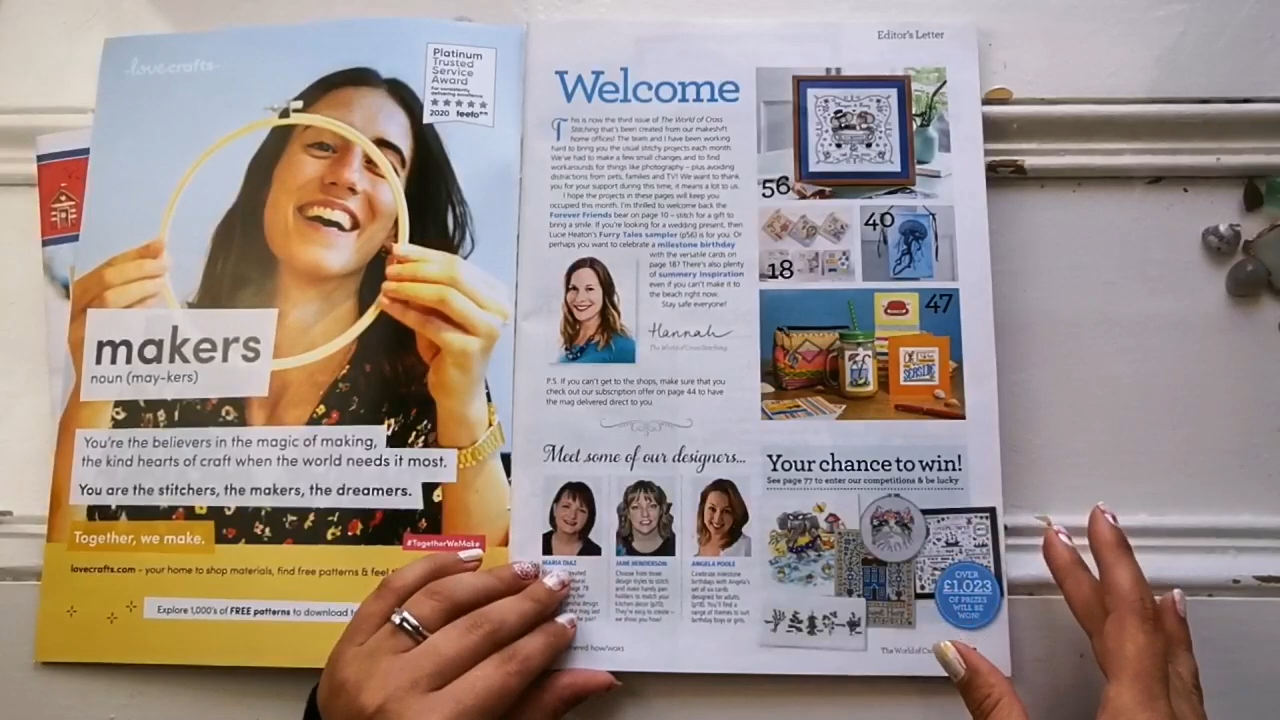 lovecrafts
Platinum
Trusted
Service
Award
For consistently
delivering excellence
2020 feefo
makers
noun (may-kers)
You're the believers in the magic of making,
the kind hearts of craft when the world needs it most.
You are the stitchers, the makers, the dreamers.
Together, we make.
#TogetherWeMake
lovecrafts.com – your home to shop materials, find free patterns & feel
Explore 1,000's of FREE patterns to download
Editor's Letter
Welcome
This is now the third issue of The World of Cross
Stitching that's been created from our makeshift
home offices! The team and I have been working
hard to bring you the usual stitchy projects each month.
We've had to make a few small changes and to find
workarounds for things like photography – plus avoiding
distractions from pets, families and TV! We want to thank
you for your support during this time, it means a lot to us.
I hope the projects in these pages will keep you
occupied this month. I'm thrilled to welcome back the
Forever Friends bear on page 10 – stitch for a gift to
bring a smile. If you're looking for a wedding present, then
Lucie Heaton's Furry Tales sampler (p56) is for you. Or
perhaps you want to celebrate a milestone birthday
with the versatile cards on
page 18? There's also plenty
of summery inspiration
even if you can't make it to
the beach right now.
Stay safe everyone!
Hannah
The World of Cross Stitching
P.S. If you can't get to the shops, make sure that you
check out our subscription offer on page 44 to have
the mag delivered direct to you
56
40
18
47
SEASIDE
Meet some of our designers...
MARIA DIAZ
JANE HENDERSON
Choose from three
design styles to stitch
and make handy pan
holders to match your
kitchen décor (p70).
They're easy to create –
we show you how!
ANGELA POOLE
Celebrate milestone
birthdays with Angela's
set of six cards
designed for adults
(p18). You'll find a
range of themes to suit
birthday boys or girls.
Your chance to win!
See page 77 to enter our competitions & be lucky
OVER
£1,023
OF PRIZES
WILL BE
WON!
The World of